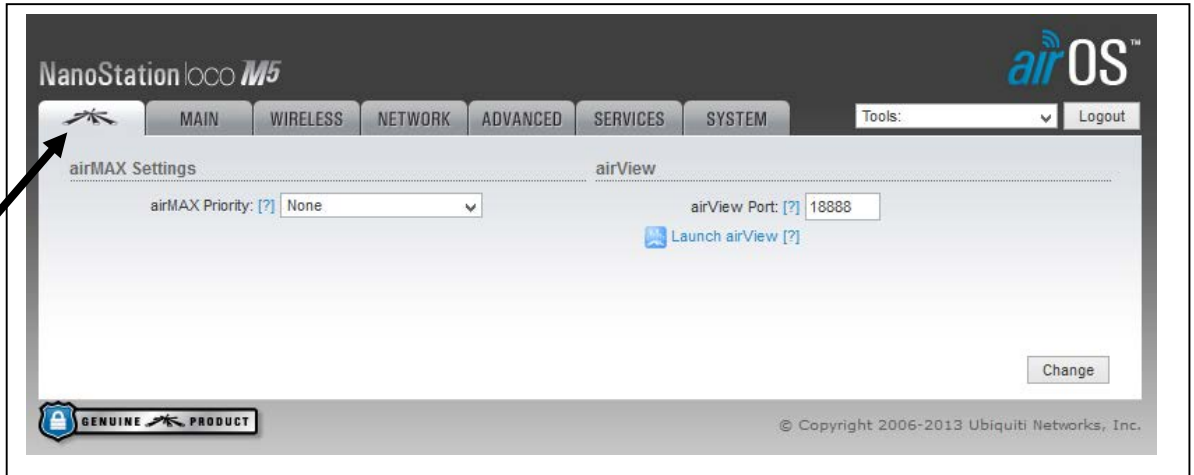 airOS™
NanoStation loco M5
MAIN WIRELESS NETWORK ADVANCED SERVICES SYSTEM Tools: Logout
airMAX Settings
airMAX Priority: [?] None
airView
airView Port: [?] 18888
Launch airView [?]
Change
GENUINE PRODUCT
© Copyright 2006-2013 Ubiquiti Networks, Inc.